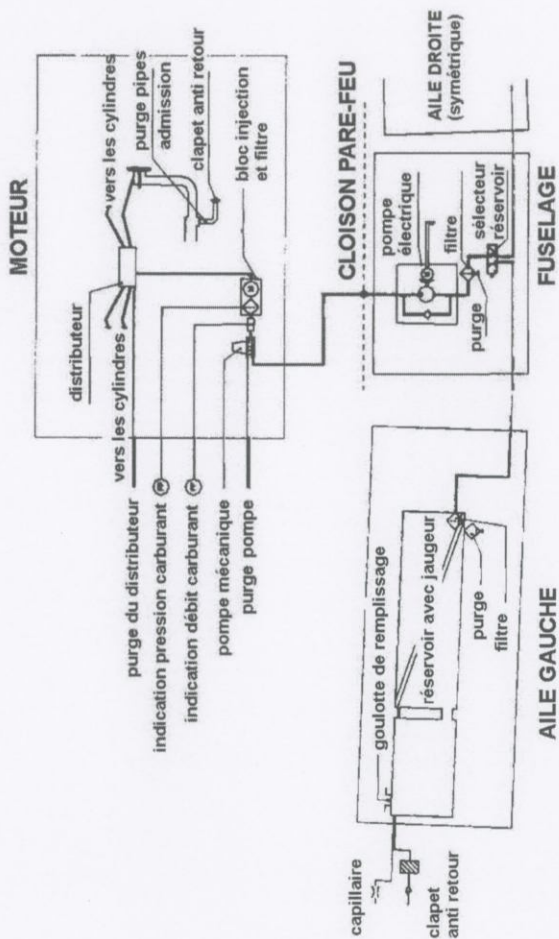 MOTEUR
vers les cylindres
purge pipes
admission
clapet anti retour
bloc injection
et filtre
distributeur
vers les cylindres
purge du distributeur
indication pression carburant
indication débit carburant
pompe mécanique
purge pompe
CLOISON PARE-FEU
AILE DROITE
(symétrique)
pompe
électrique
filtre
sélecteur
réservoir
purge
FUSELAGE
goulotte de remplissage
réservoir avec jaugeur
purge
filtre
capillaire
clapet
anti retour
AILE GAUCHE